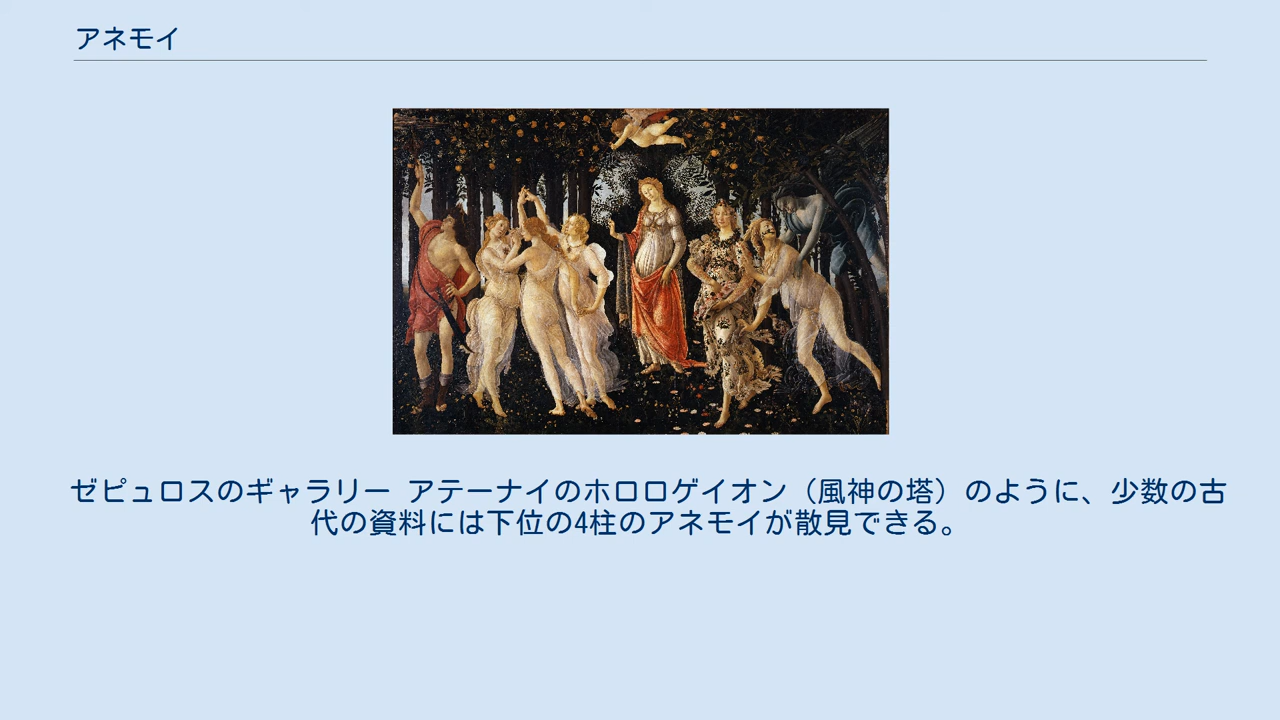 アネモイ
ゼピュロスのギャラリー アテーナイのホロロゲイオン（風神の塔）のように、少数の古
代の資料には下位の4柱のアネモイが散見できる。